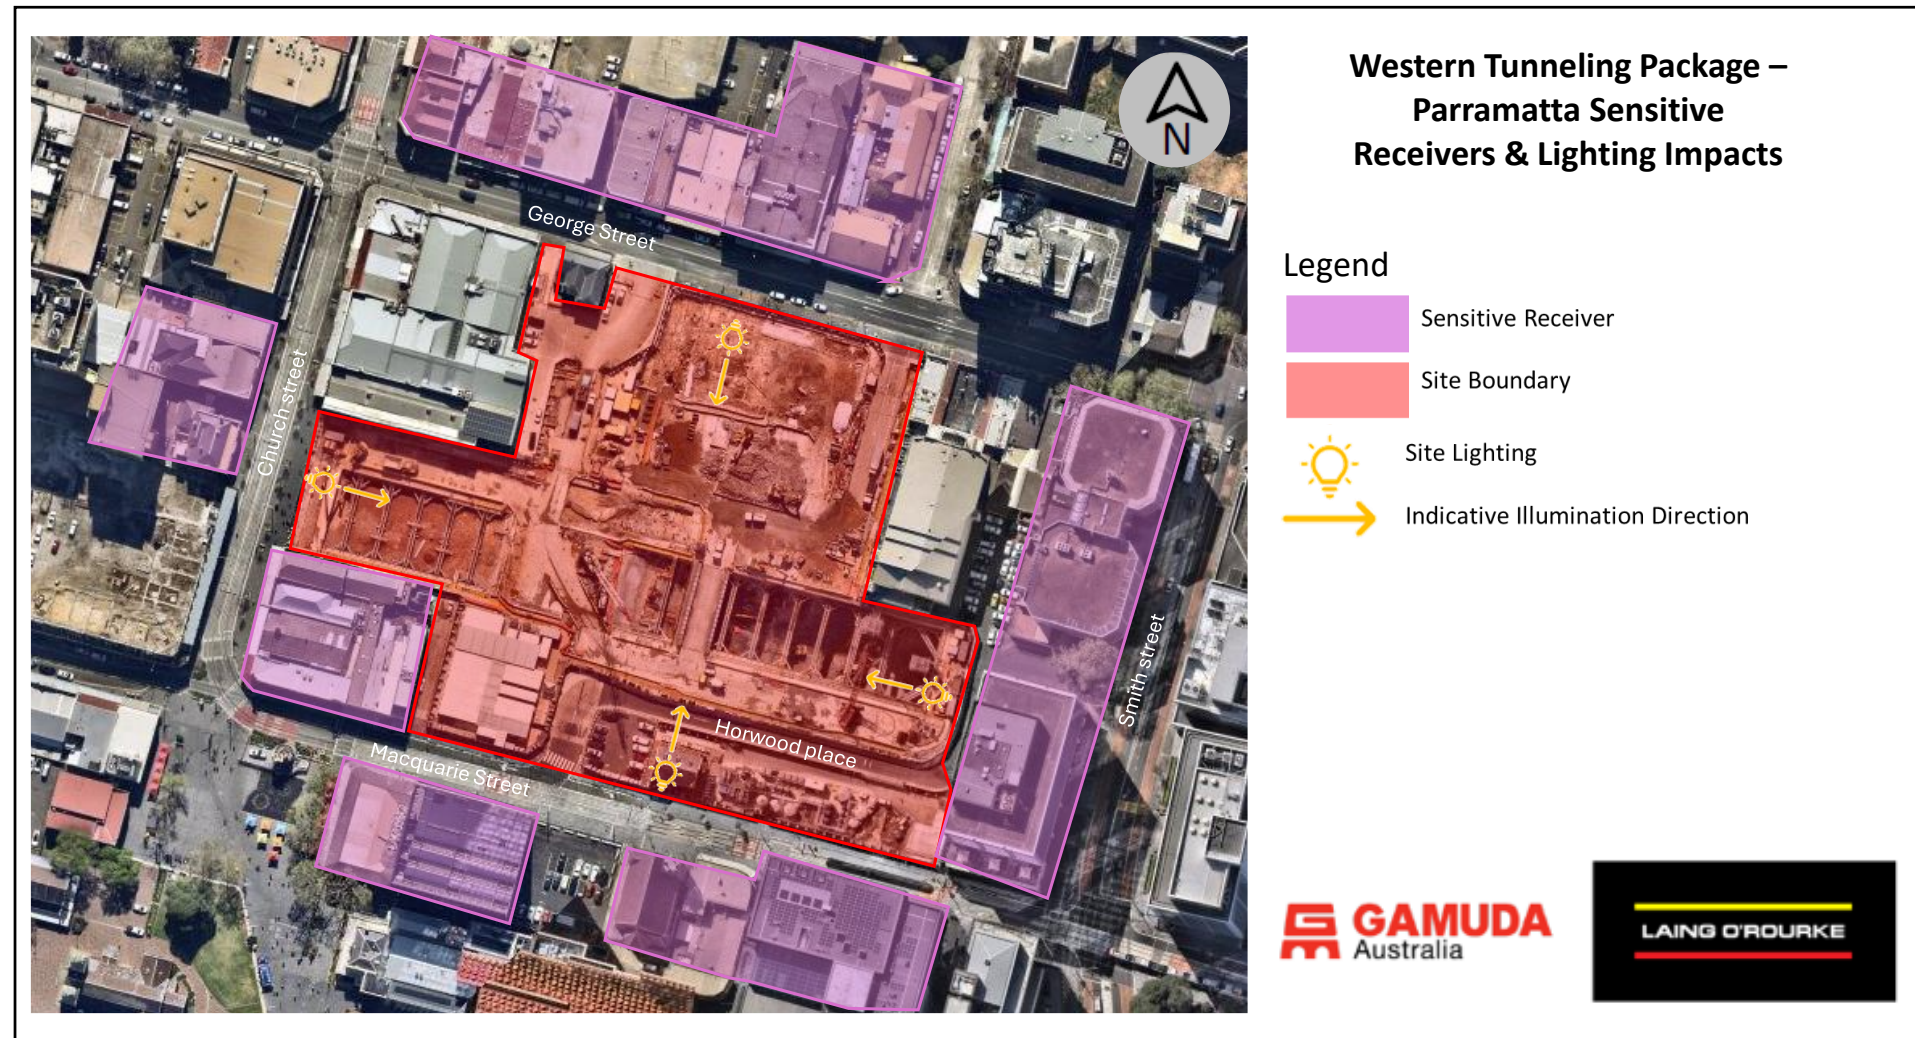 Western Tunneling Package –
Parramatta Sensitive
Receivers & Lighting Impacts
N
George Street
Church street
Smith street
Horwood place
Macquarie Street
Legend
Sensitive Receiver
Site Boundary
Site Lighting
Indicative Illumination Direction
GAMUDA
Australia
LAING O'ROURKE